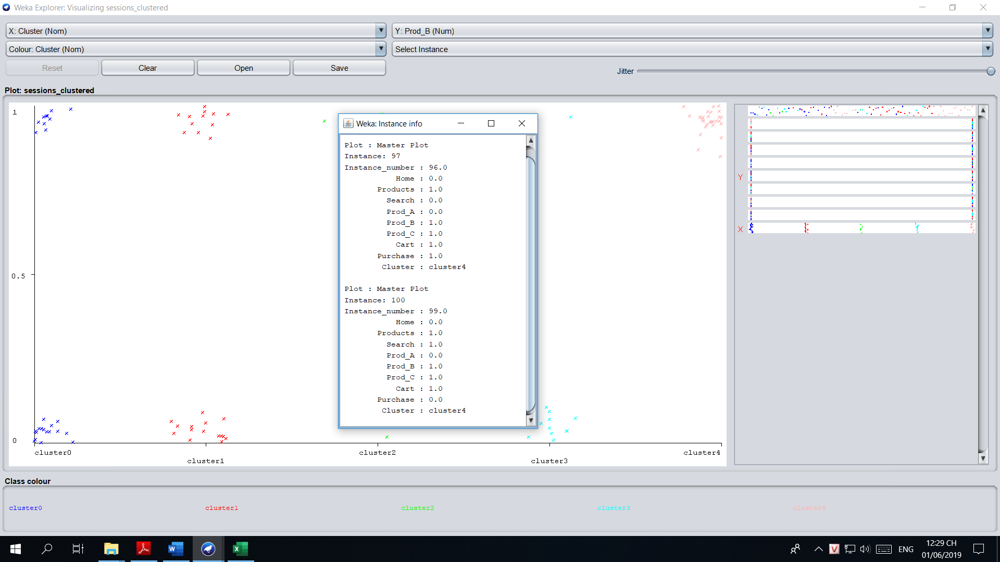 Weka Explorer: Visualizing sessions_clustered
X: Cluster (Nom)
Y: Prod_B (Num)
Colour: Cluster (Nom)
Select Instance
Reset
Clear
Open
Save
Jitter
Plot: sessions_clustered
1
0.5
0
cluster0
cluster1
cluster2
cluster3
cluster4
Weka: Instance info
Plot : Master Plot
Instance: 97
Instance_number : 96.0
Home : 0.0
Products : 1.0
Search : 0.0
Prod_A : 0.0
Prod_B : 1.0
Prod_C : 1.0
Cart : 1.0
Purchase : 1.0
Cluster : cluster4
Plot : Master Plot
Instance: 100
Instance_number : 99.0
Home : 0.0
Products : 1.0
Search : 1.0
Prod_A : 0.0
Prod_B : 1.0
Prod_C : 1.0
Cart : 1.0
Purchase : 0.0
Cluster : cluster4
Y
X
Class colour
cluster0
cluster1
cluster2
cluster3
cluster4
ENG
12:29 CH
01/06/2019